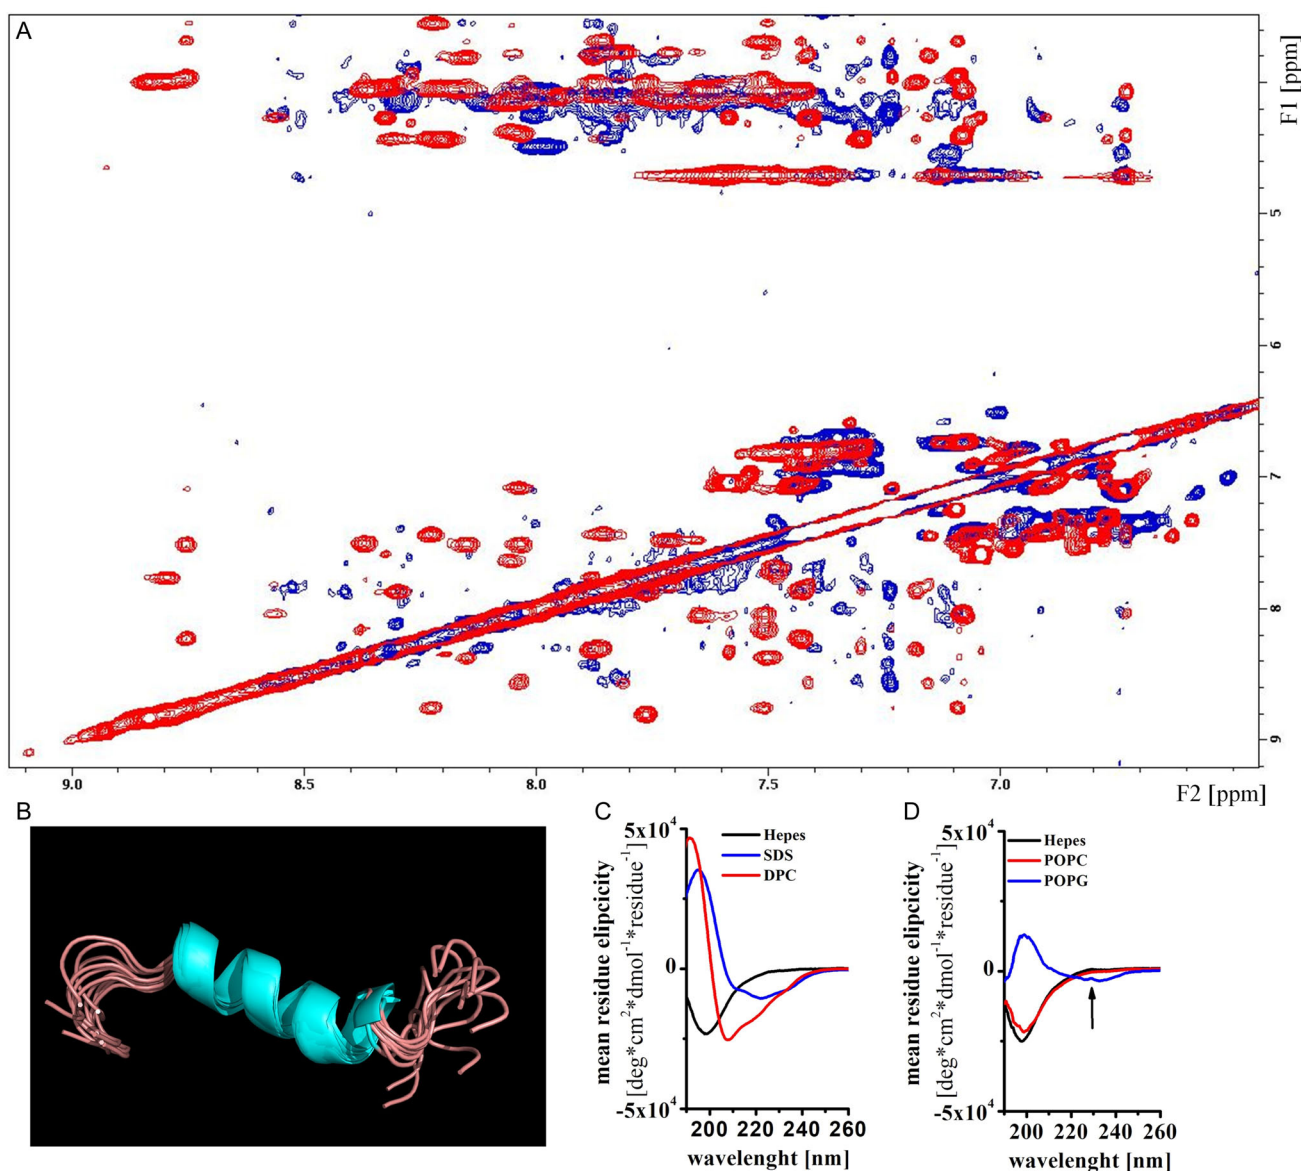 A
F1 [ppm]
5
6
7
8
9
9.0
8.5
8.0
7.5
7.0
F2 [ppm]
B
C
D
mean residue elipcicity
[deg*cm²*dmol⁻¹*residue⁻¹]
5x10⁴
0
-5x10⁴
Hepes
SDS
DPC
200
220
240
260
wavelenght [nm]
mean residue elipcicity
[deg*cm²*dmol⁻¹*residue⁻¹]
5x10⁴
0
-5x10⁴
Hepes
POPC
POPG
200
220
240
260
wavelenght [nm]